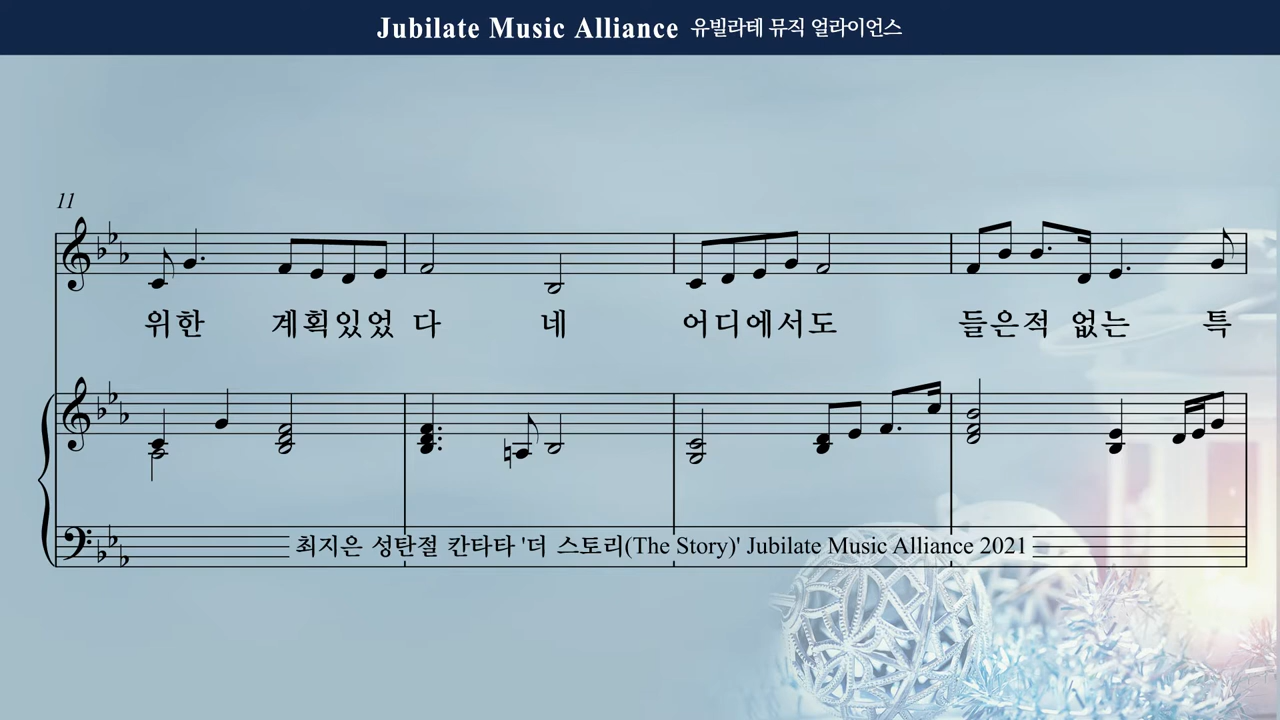 Jubilate Music Alliance 유빌라테 뮤직 얼라이언스
11
위한 계획있었 다 네 어디에서도 들은적 없는 특
최지은 성탄절 칸타타 '더 스토리(The Story)' Jubilate Music Alliance 2021